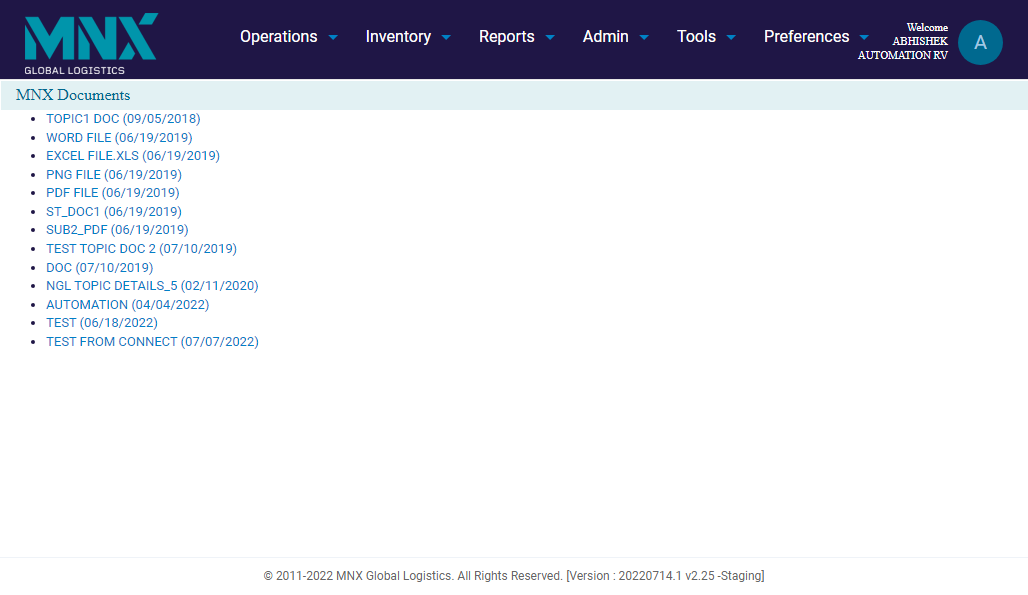 MNX
GLOBAL LOGISTICS
Operations Inventory Reports Admin Tools Preferences
Welcome
ABHISHEK
AUTOMATION RV
A
MNX Documents
TOPIC1 DOC (09/05/2018)
WORD FILE (06/19/2019)
EXCEL FILE.XLS (06/19/2019)
PNG FILE (06/19/2019)
PDF FILE (06/19/2019)
ST_DOC1 (06/19/2019)
SUB2_PDF (06/19/2019)
TEST TOPIC DOC 2 (07/10/2019)
DOC (07/10/2019)
NGL TOPIC DETAILS_5 (02/11/2020)
AUTOMATION (04/04/2022)
TEST (06/18/2022)
TEST FROM CONNECT (07/07/2022)
© 2011-2022 MNX Global Logistics. All Rights Reserved. [Version : 20220714.1 v2.25 -Staging]